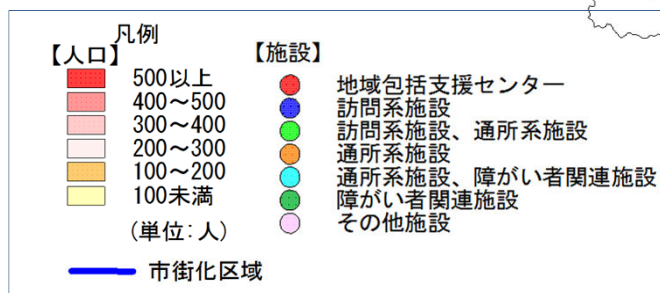 凡例
【人口】
500以上
400～500
300～400
200～300
100～200
100未満
(単位:人)
市街化区域
【施設】
地域包括支援センター
訪問系施設
訪問系施設、通所系施設
通所系施設
通所系施設、障がい者関連施設
障がい者関連施設
その他施設